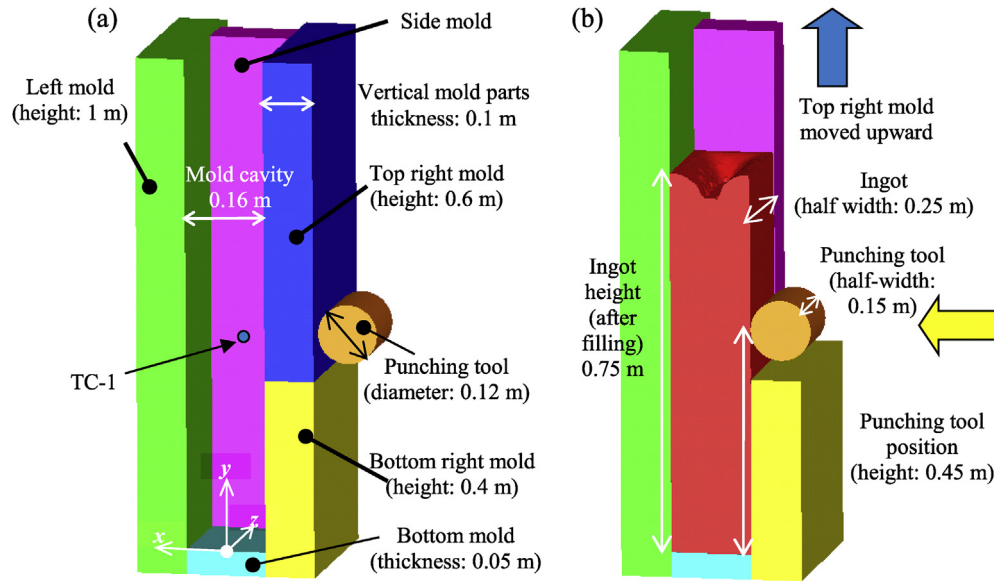 (a)
Side mold
Left mold
(height: 1 m)
Vertical mold parts
thickness: 0.1 m
Mold cavity
0.16 m
Top right mold
(height: 0.6 m)
TC-1
Punching tool
(diameter: 0.12 m)
Bottom right mold
(height: 0.4 m)
y
z
x
Bottom mold
(thickness: 0.05 m)
(b)
Top right mold
moved upward
Ingot
(half width: 0.25 m)
Ingot
height
(after
filling)
0.75 m
Punching tool
(half-width:
0.15 m)
Punching tool
position
(height: 0.45 m)